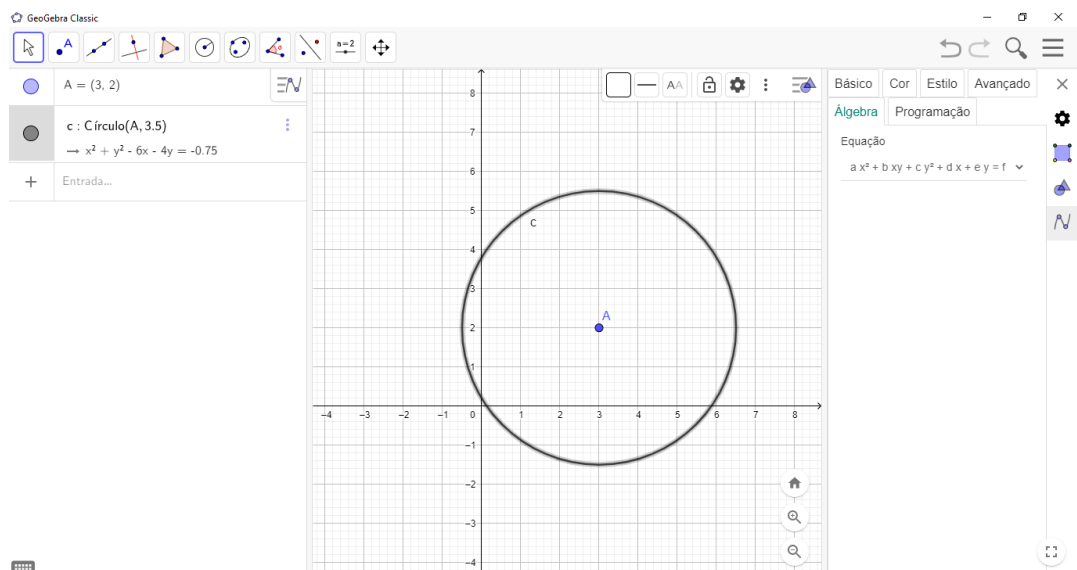 GeoGebra Classic
A
a=2
A = (3, 2)
c : Círculo(A, 3.5)
→ x² + y² - 6x - 4y = -0.75
Entrada...
AA
Básico Cor Estilo Avançado
Álgebra Programação
Equação
a x² + b xy + c y² + d x + e y = f
8
7
6
5
4
3
2
1
–4 –3 –2 –1 0 1 2 3 4 5 6 7 8
–1
–2
–3
–4
c
A